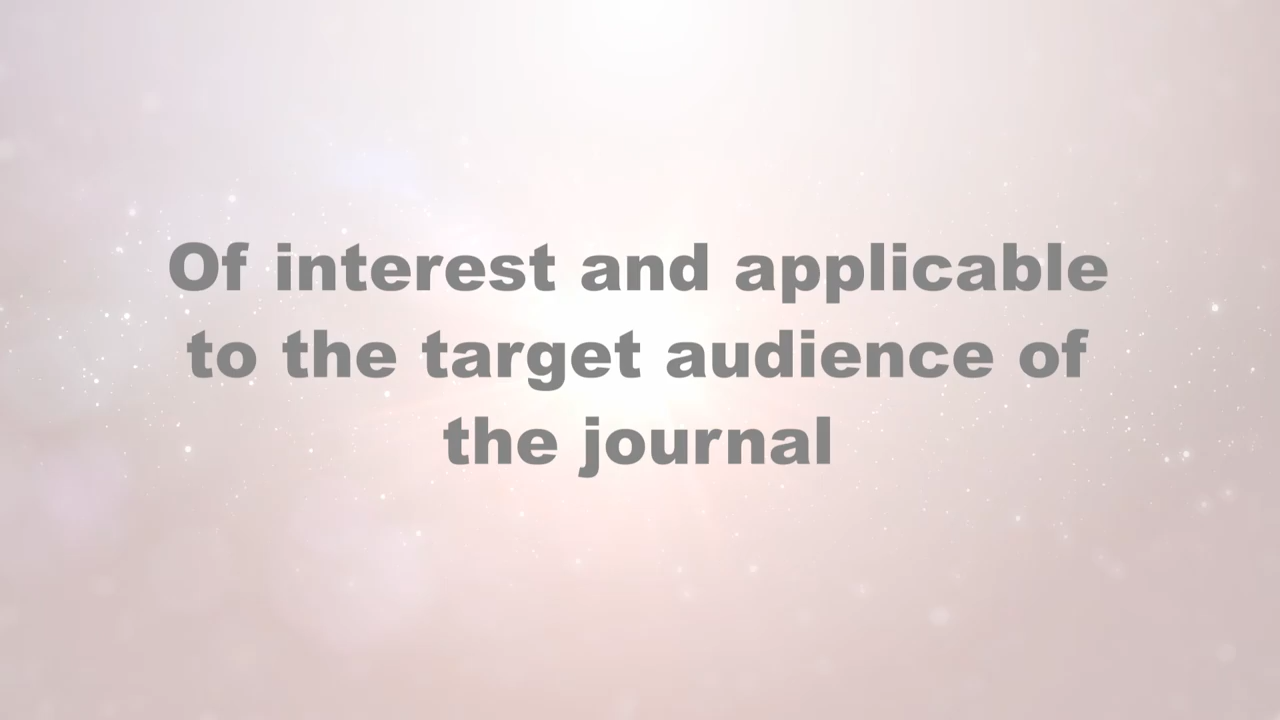 Of interest and applicable
to the target audience of
the journal